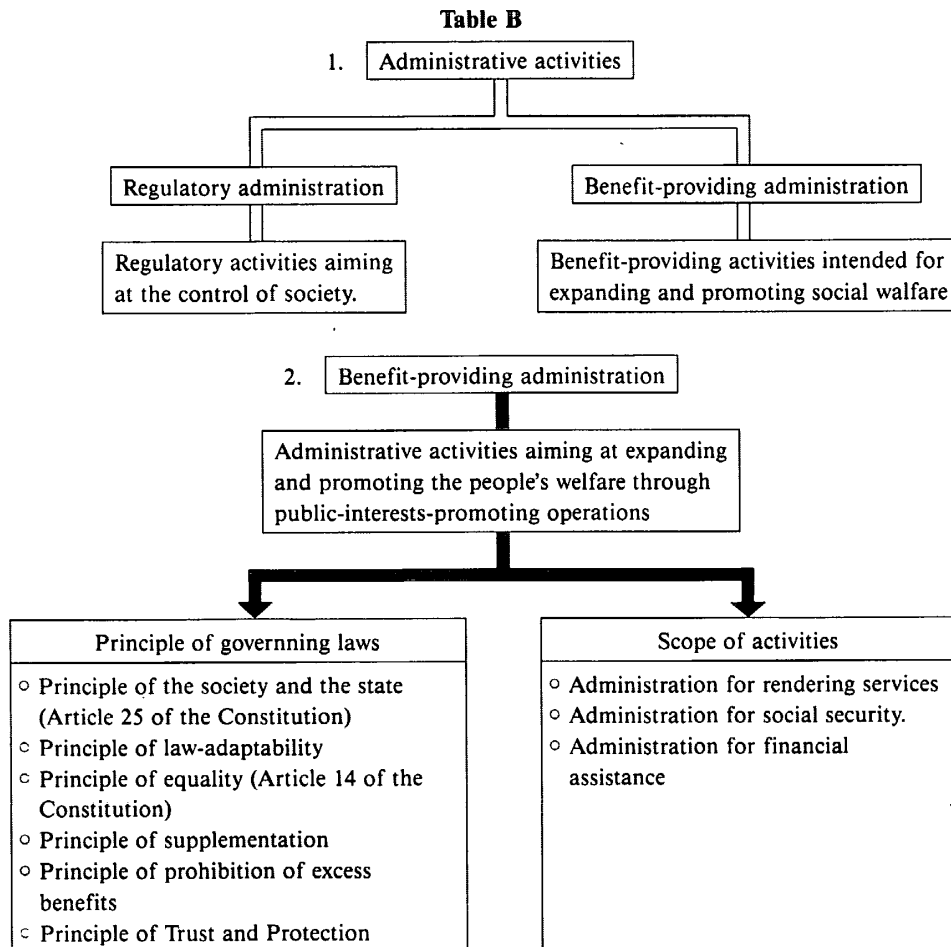 Table B
1. Administrative activities
Regulatory administration
Benefit-providing administration
Regulatory activities aiming
at the control of society.
Benefit-providing activities intended for
expanding and promoting social walfare
2. Benefit-providing administration
Administrative activities aiming at expanding
and promoting the people's welfare through
public-interests-promoting operations
Principle of governning laws
○ Principle of the society and the state
(Article 25 of the Constitution)
○ Principle of law-adaptability
○ Principle of equality (Article 14 of the
Constitution)
○ Principle of supplementation
○ Principle of prohibition of excess
benefits
○ Principle of Trust and Protection
Scope of activities
○ Administration for rendering services
○ Administration for social security.
○ Administration for financial
assistance